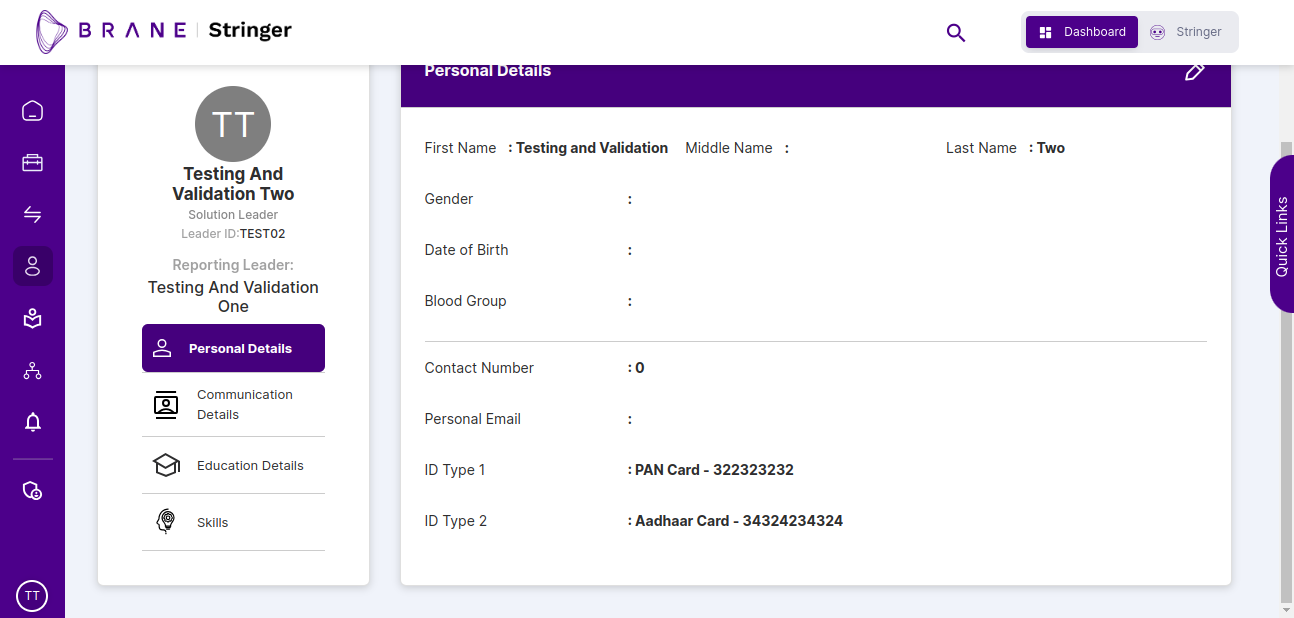 BRANE | Stringer
Dashboard
Stringer
TT
Testing And
Validation Two
Solution Leader
Leader ID:TEST02
Reporting Leader:
Testing And Validation
One
Personal Details
Communication
Details
Education Details
Skills
Personal Details
First Name : Testing and Validation Middle Name : Last Name : Two
Gender :
Date of Birth :
Blood Group :
Contact Number : 0
Personal Email :
ID Type 1 : PAN Card - 322323232
ID Type 2 : Aadhaar Card - 34324234324
Quick Links
TT